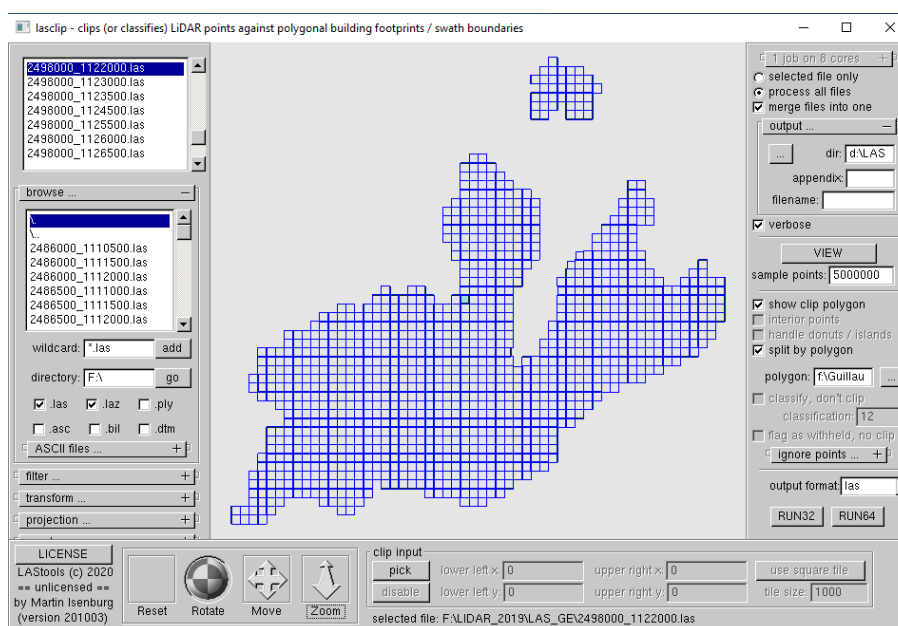 lasclip - clips (or classifies) LiDAR points against polygonal building footprints / swath boundaries
2498000_1122000.las
2498000_1123000.las
2498000_1123500.las
2498000_1124500.las
2498000_1125500.las
2498000_1126000.las
2498000_1126500.las
browse ...
\.
\..
2486000_1110500.las
2486000_1111500.las
2486000_1112000.las
2486500_1111000.las
2486500_1111500.las
2486500_1112000.las
wildcard: *.las add
directory: F:\ go
.las .laz .ply
.asc .bil .dtm
ASCII files ... +
filter ... +
transform ... +
projection ... +
1 job on 6 cores +
selected file only
process all files
merge files into one
output ...
... dir: d:\LAS
appendix:
filename:
verbose
VIEW
sample points: 5000000
show clip polygon
interior points
handle donuts / islands
split by polygon
polygon: f:\Guillau ...
classify, don't clip
classification: 12
flag as withheld, no clip
ignore points ... +
output format: las
RUN32 RUN64
LICENSE
LAStools (c) 2020
== unlicensed ==
by Martin Isenburg
(version 201003)
Reset Rotate Move Zoom
clip input
pick lower left x: 0 upper right x: 0 use square tile
disable lower left y: 0 upper right y: 0 tile size: 1000
selected file: F:\LIDAR_2019\LAS_GE\2498000_1122000.las